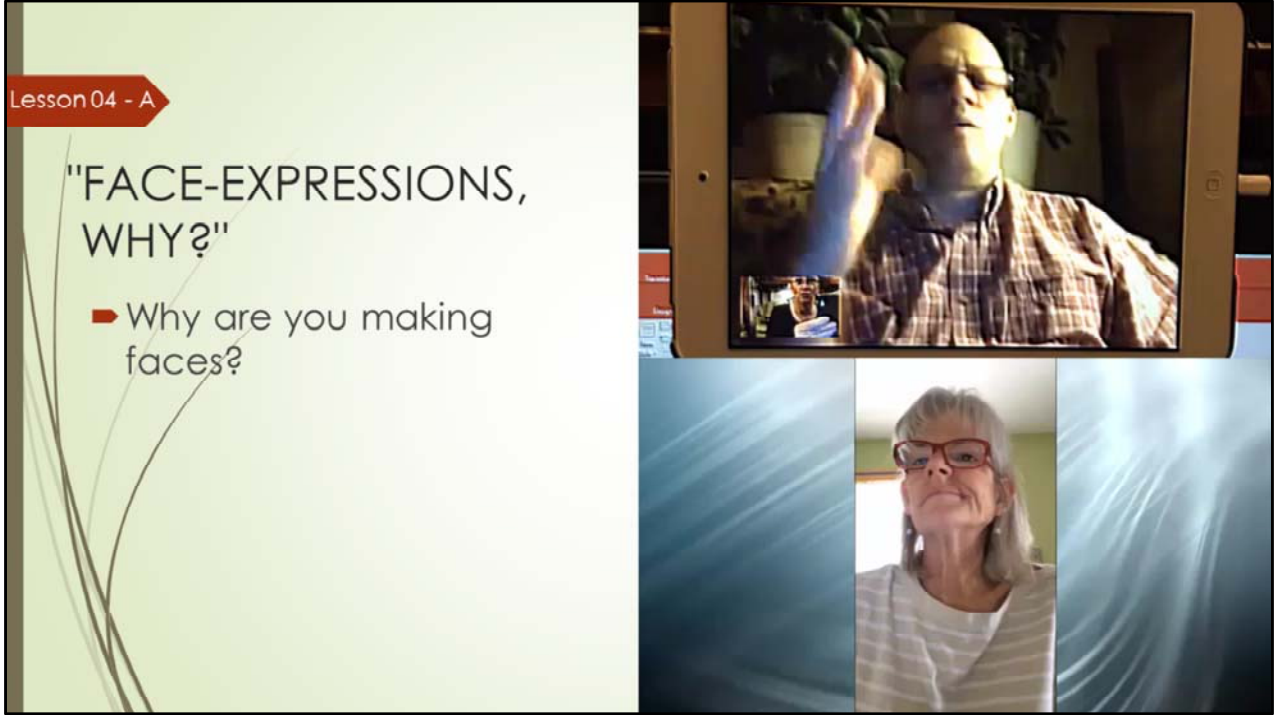 Lesson 04 - A
"FACE-EXPRESSIONS,
WHY?"
Why are you making
faces?